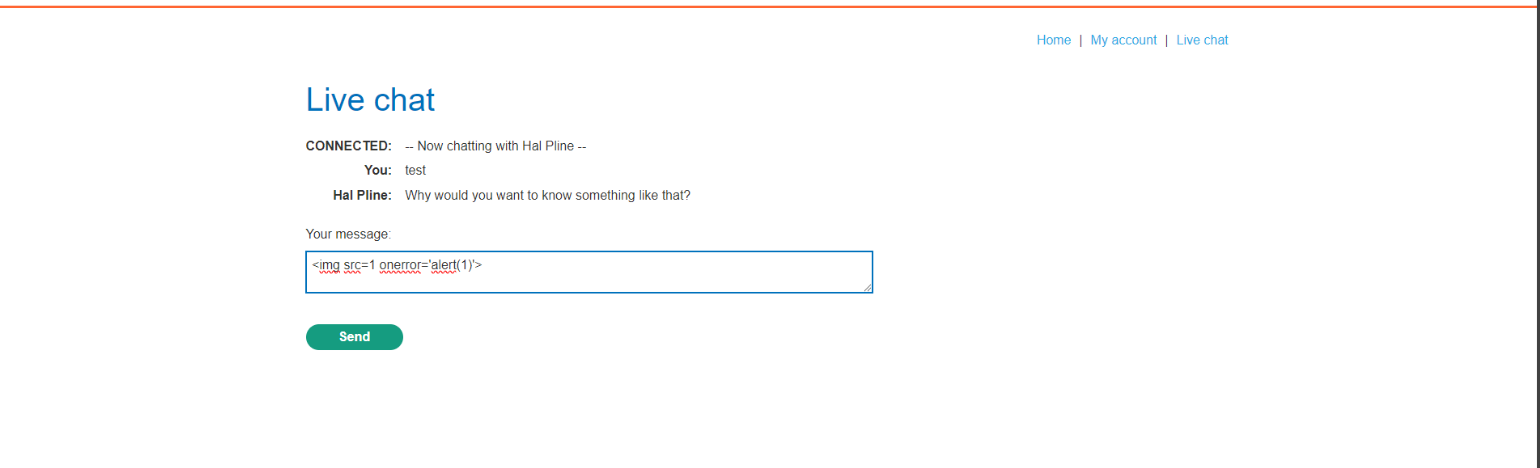 Home | My account | Live chat
Live chat
CONNECTED: -- Now chatting with Hal Pline --
You: test
Hal Pline: Why would you want to know something like that?
Your message:
<img src=1 onerror='alert(1)'>
Send